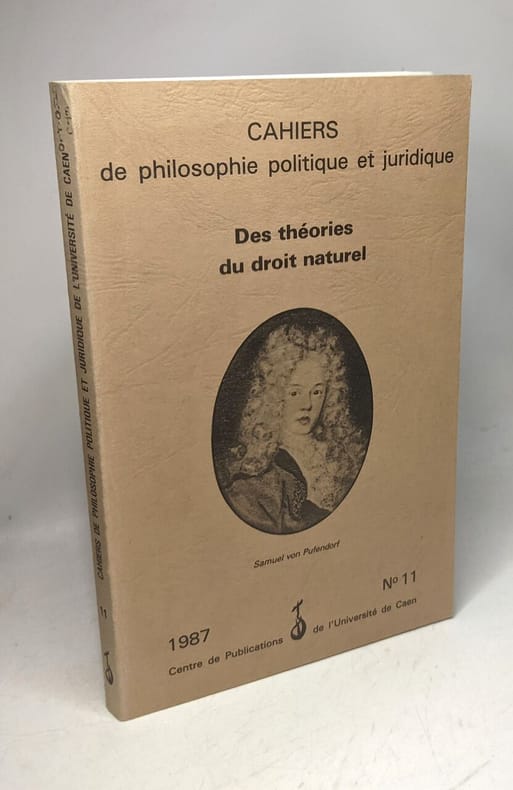 CAHIERS
de philosophie politique et juridique
Des théories
du droit naturel
Samuel von Pufendorf
1987
Nº 11
Centre de Publications de l'Université de Caen
CAHIERS DE PHILOSOPHIE POLITIQUE ET JURIDIQUE DE L'UNIVERSITÉ DE CAEN
11